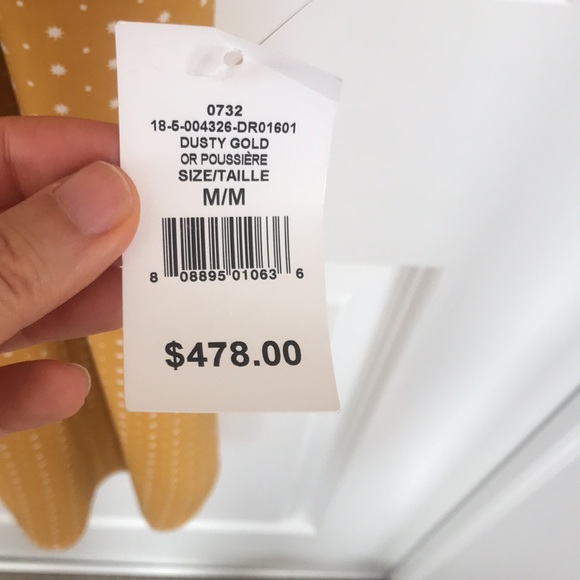 0732
18-5-004326-DR01601
DUSTY GOLD
OR POUSSIÈRE
SIZE/TAILLE
M/M
8 08895 01063 6
$478.00